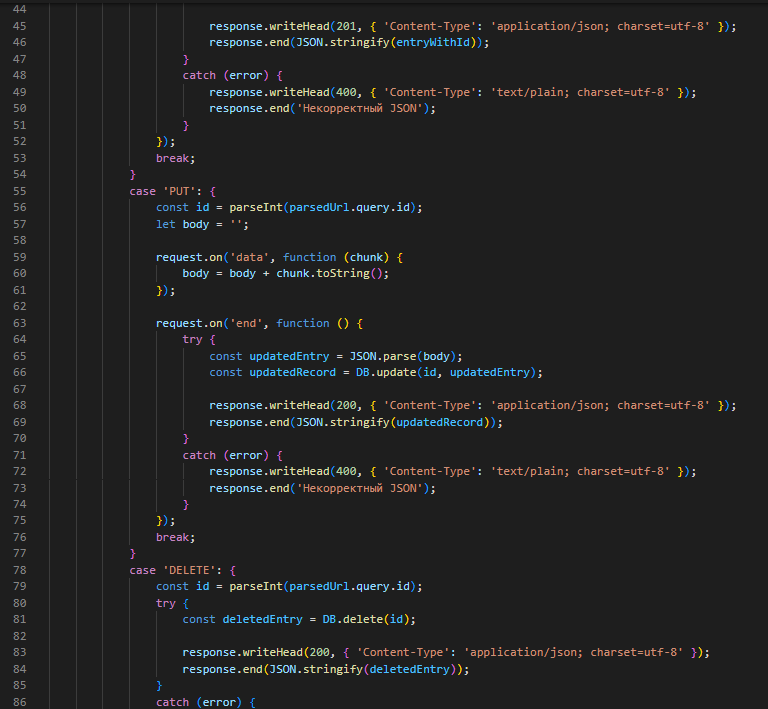 44
45 response.writeHead(201, { 'Content-Type': 'application/json; charset=utf-8' });
46 response.end(JSON.stringify(entryWithId));
47 }
48 catch (error) {
49 response.writeHead(400, { 'Content-Type': 'text/plain; charset=utf-8' });
50 response.end('Некорректный JSON');
51 }
52 });
53 break;
54 }
55 case 'PUT': {
56 const id = parseInt(parsedUrl.query.id);
57 let body = '';
58
59 request.on('data', function (chunk) {
60 body = body + chunk.toString();
61 });
62
63 request.on('end', function () {
64 try {
65 const updatedEntry = JSON.parse(body);
66 const updatedRecord = DB.update(id, updatedEntry);
67
68 response.writeHead(200, { 'Content-Type': 'application/json; charset=utf-8' });
69 response.end(JSON.stringify(updatedRecord));
70 }
71 catch (error) {
72 response.writeHead(400, { 'Content-Type': 'text/plain; charset=utf-8' });
73 response.end('Некорректный JSON');
74 }
75 });
76 break;
77 }
78 case 'DELETE': {
79 const id = parseInt(parsedUrl.query.id);
80 try {
81 const deletedEntry = DB.delete(id);
82
83 response.writeHead(200, { 'Content-Type': 'application/json; charset=utf-8' });
84 response.end(JSON.stringify(deletedEntry));
85 }
86 catch (error) {